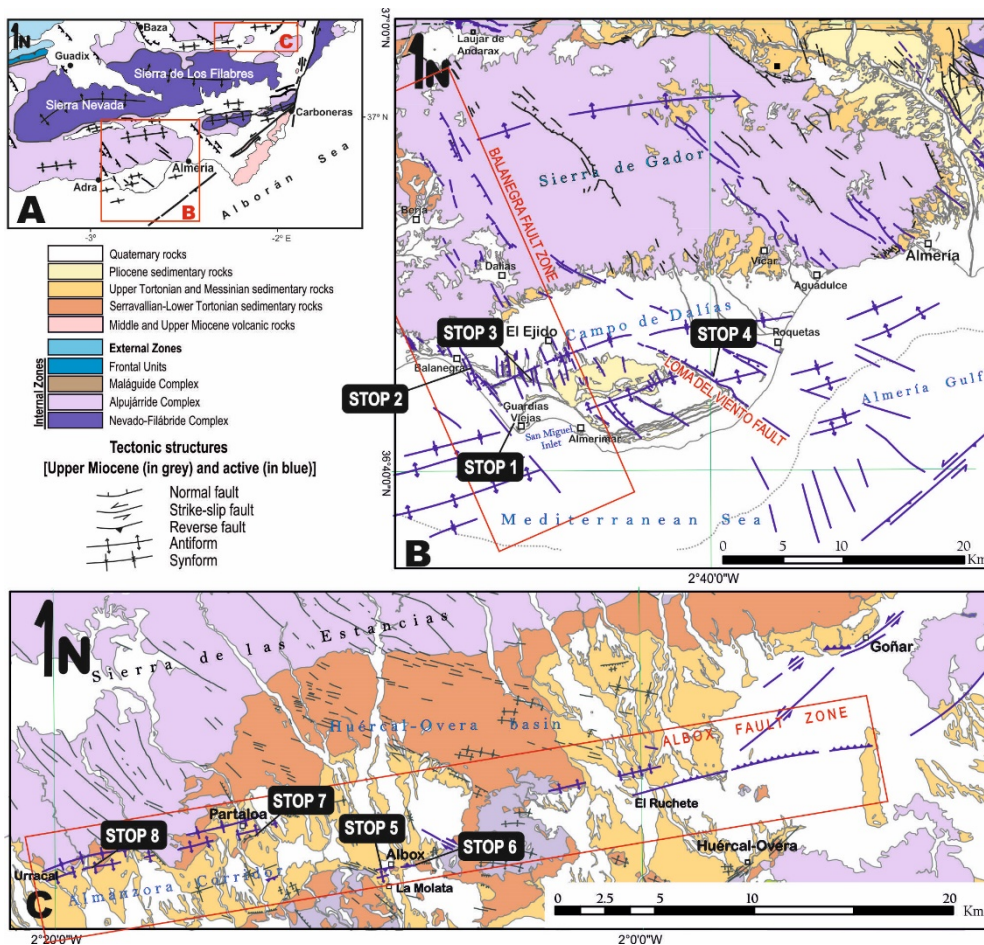 1N
Baza
C
Guadix
Sierra de Los Filabres
Sierra Nevada
Carboneras
37° N
Almería
Adra
Alborán Sea
A
B
-3°
-2° E
Quaternary rocks
Pliocene sedimentary rocks
Upper Tortonian and Messinian sedimentary rocks
Serravallian-Lower Tortonian sedimentary rocks
Middle and Upper Miocene volcanic rocks
External Zones
Frontal Units
Maláguide Complex
Alpujárride Complex
Nevado-Filábride Complex
Internal Zones
Tectonic structures
[Upper Miocene (in grey) and active (in blue)]
Normal fault
Strike-slip fault
Reverse fault
Antiform
Synform
37°0'0"N
Laujar de
Andarax
1N
BALANEGRA FAULT ZONE
Sierra de Gador
Berja
Dalías
Vicar
Almería
Aguadulce
STOP 3
El Ejido
Campo de Dalías
STOP 4
Roquetas
Balanegra
STOP 2
LOMA DEL VIENTO FAULT
Almería Gulf
Guardias
Viejas
San Miguel
Inlet
Almerimar
STOP 1
36°40'0"N
Mediterranean Sea
B
0 5 10 20
Km
2°40'0"W
1N
Sierra de las Estancias
Goñar
Huércal-Overa basin
ALBOX FAULT ZONE
El Ruchete
Partaloa
STOP 7
STOP 8
STOP 5
STOP 6
Albox
Urracal
Almanzora Corridor
La Molata
Huércal-Overa
C
0 2.5 5 10 20
Km
2°20'0"W
2°0'0"W